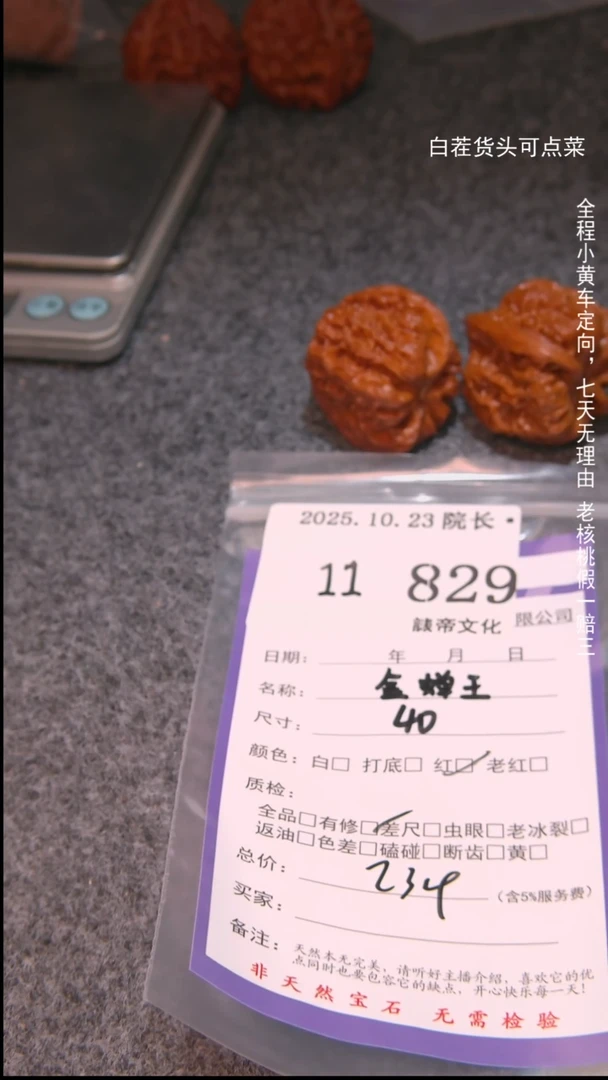 白茬货头可点菜
全程小黄车定向，七天无理由 老核桃假一赔三
2025.10.23 院长·
11 829
限公司
諘帝文化
日期： 年 月 日
名称： 金蝉王
尺寸： 40
颜色：白□ 打底□ 红□ 老红□
质检：
全品□有修□差尺□虫眼□老冰裂□
返油□色差□磕碰□断齿□黄□
总价： 234 （含5%服务费）
买家：
备注：
天然本无完美，请听好主播介绍，喜欢它的优
点同时也要包容它的缺点，开心快乐每一天！
非天然宝石 无需检验